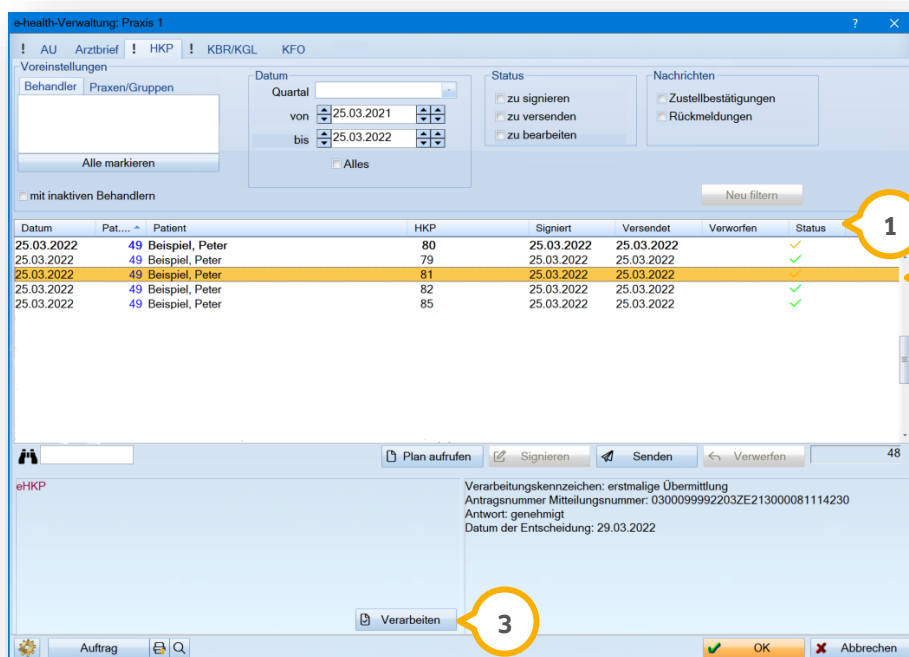 e-health-Verwaltung: Praxis 1 ?
! AU Arztbrief ! HKP ! KBR/KGL KFO
Voreinstellungen
Behandler Praxen/Gruppen
Alle markieren
mit inaktiven Behandlern
Datum
Quartal
von 25.03.2021
bis 25.03.2022
Alles
Status
zu signieren
zu versenden
zu bearbeiten
Nachrichten
Zustellbestätigungen
Rückmeldungen
Neu filtern
1
Datum Pat.... Patient HKP Signiert Versendet Verworfen Status
25.03.2022 49 Beispiel, Peter 80 25.03.2022 25.03.2022
25.03.2022 49 Beispiel, Peter 79 25.03.2022 25.03.2022
25.03.2022 49 Beispiel, Peter 81 25.03.2022 25.03.2022
25.03.2022 49 Beispiel, Peter 82 25.03.2022 25.03.2022
25.03.2022 49 Beispiel, Peter 85 25.03.2022 25.03.2022
Plan aufrufen Signieren Senden Verwerfen 48
eHKP
Verarbeitungskennzeichen: erstmalige Übermittlung
Antragsnummer Mitteilungsnummer: 0300099992203ZE213000081114230
Antwort: genehmigt
Datum der Entscheidung: 29.03.2022
Verarbeiten 3
Auftrag OK Abbrechen